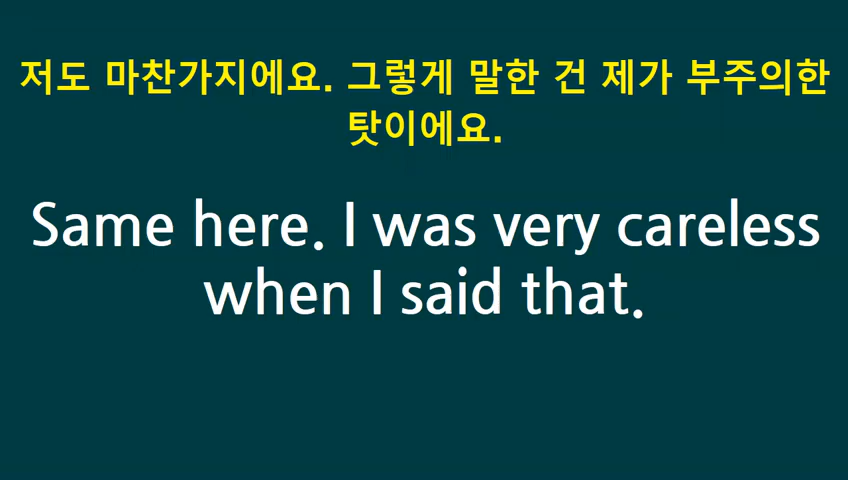 저도 마찬가지에요. 그렇게 말한 건 제가 부주의한
탓이에요.
Same here. I was very careless
when I said that.